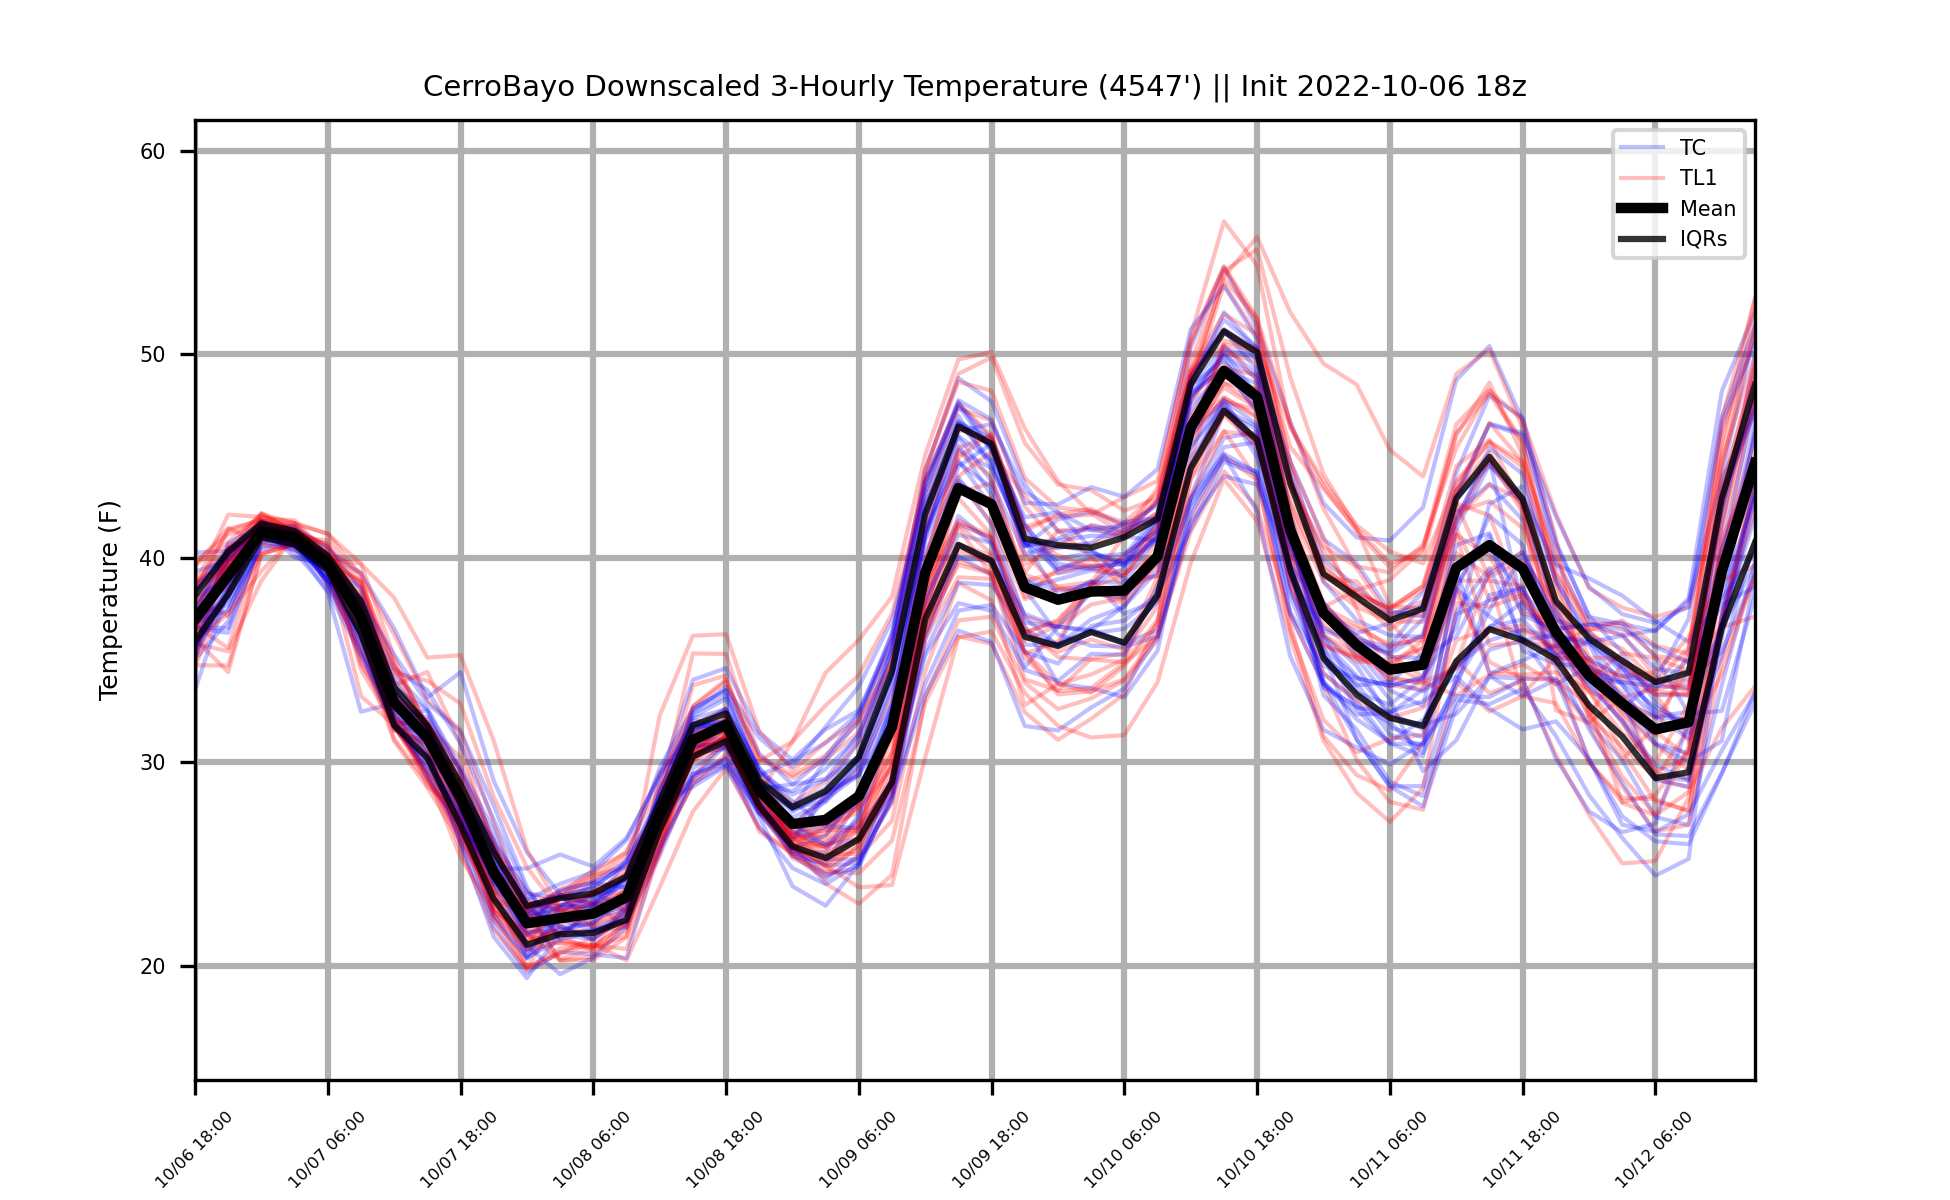 CerroBayo Downscaled 3-Hourly Temperature (4547') || Init 2022-10-06 18z
TC
TL1
Mean
IQRs
Temperature (F)
60
50
40
30
20
10/06 18:00
10/07 06:00
10/07 18:00
10/08 06:00
10/08 18:00
10/09 06:00
10/09 18:00
10/10 06:00
10/10 18:00
10/11 06:00
10/11 18:00
10/12 06:00